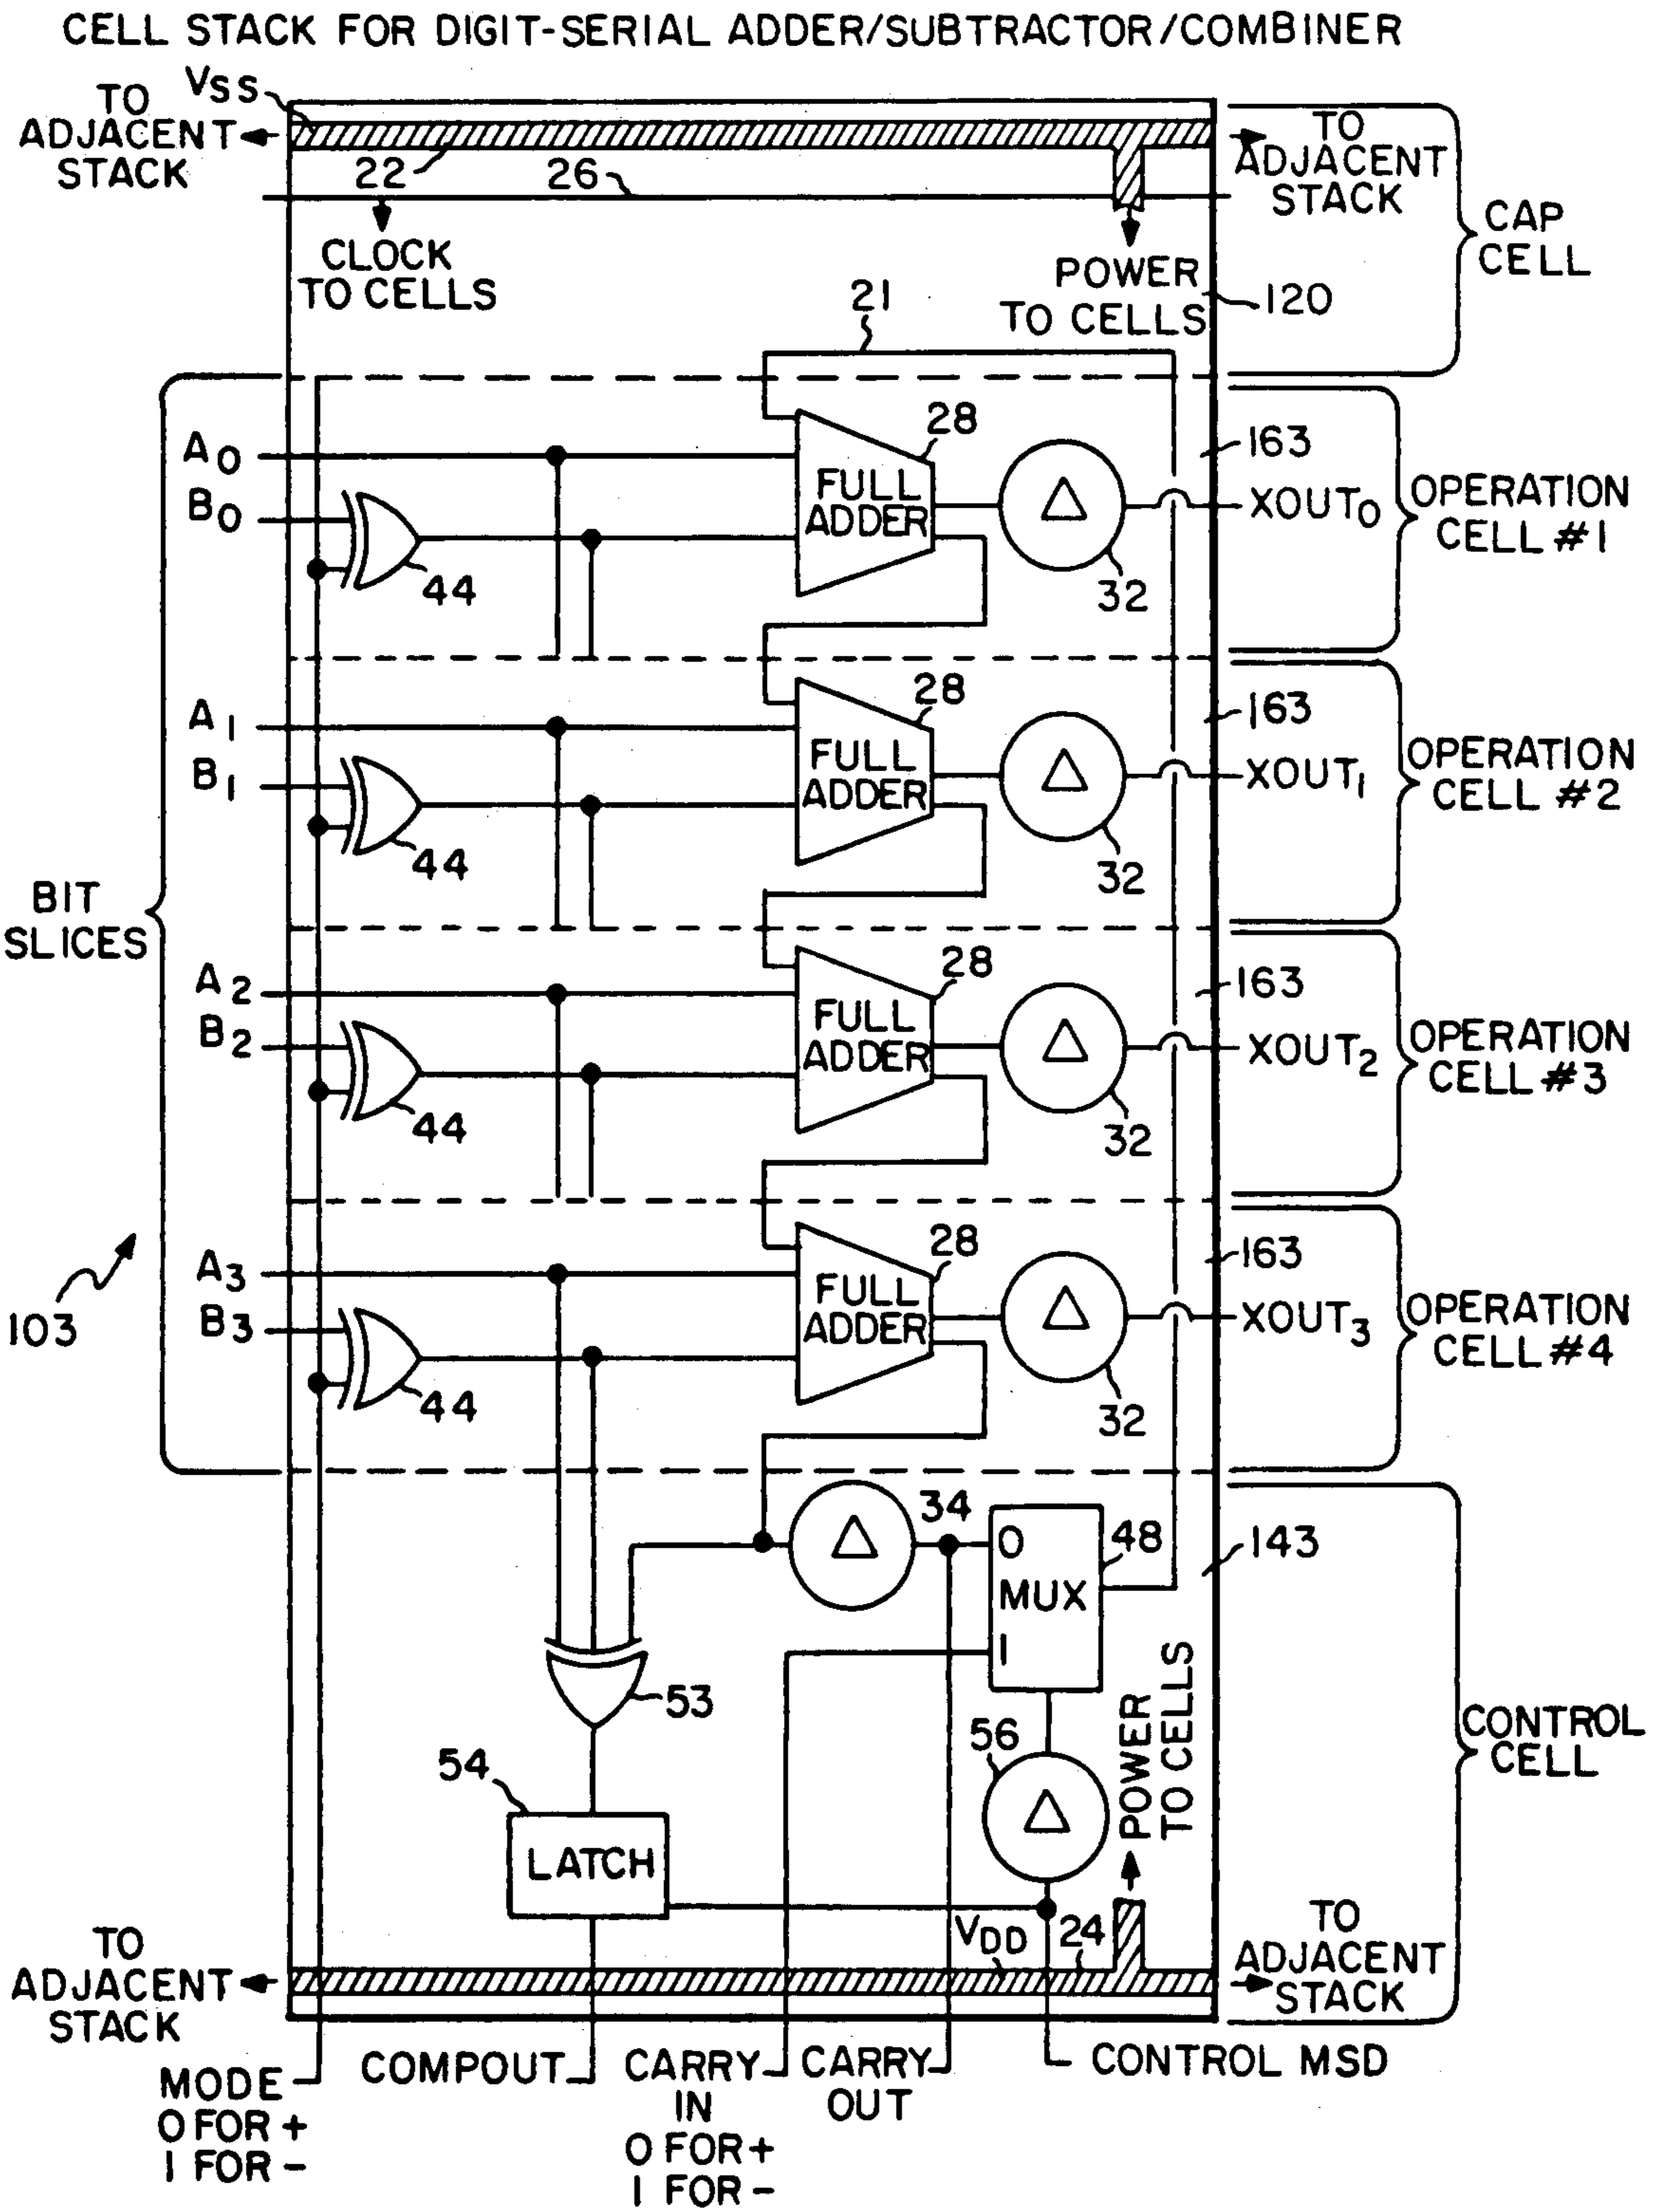 CELL STACK FOR DIGIT-SERIAL ADDER/SUBTRACTOR/COMBINER
VSS
TO
ADJACENT
STACK
22
26
TO
ADJACENT
STACK
CAP
CELL
CLOCK
TO CELLS
POWER
TO CELLS
120
21
A0
B0
44
28
FULL
ADDER
Δ
32
163
XOUT0
OPERATION
CELL #1
A1
B1
44
28
FULL
ADDER
Δ
32
163
XOUT1
OPERATION
CELL #2
BIT
SLICES
A2
B2
44
28
FULL
ADDER
Δ
32
163
XOUT2
OPERATION
CELL #3
103
A3
B3
44
28
FULL
ADDER
Δ
32
163
XOUT3
OPERATION
CELL #4
Δ
34
0
MUX
1
48
143
53
54
LATCH
56
Δ
POWER
TO CELLS
CONTROL
CELL
VDD
24
TO
ADJACENT
STACK
TO
ADJACENT
STACK
MODE
0 FOR +
1 FOR -
COMPOUT
CARRY
IN
0 FOR +
1 FOR -
CARRY
OUT
CONTROL MSD